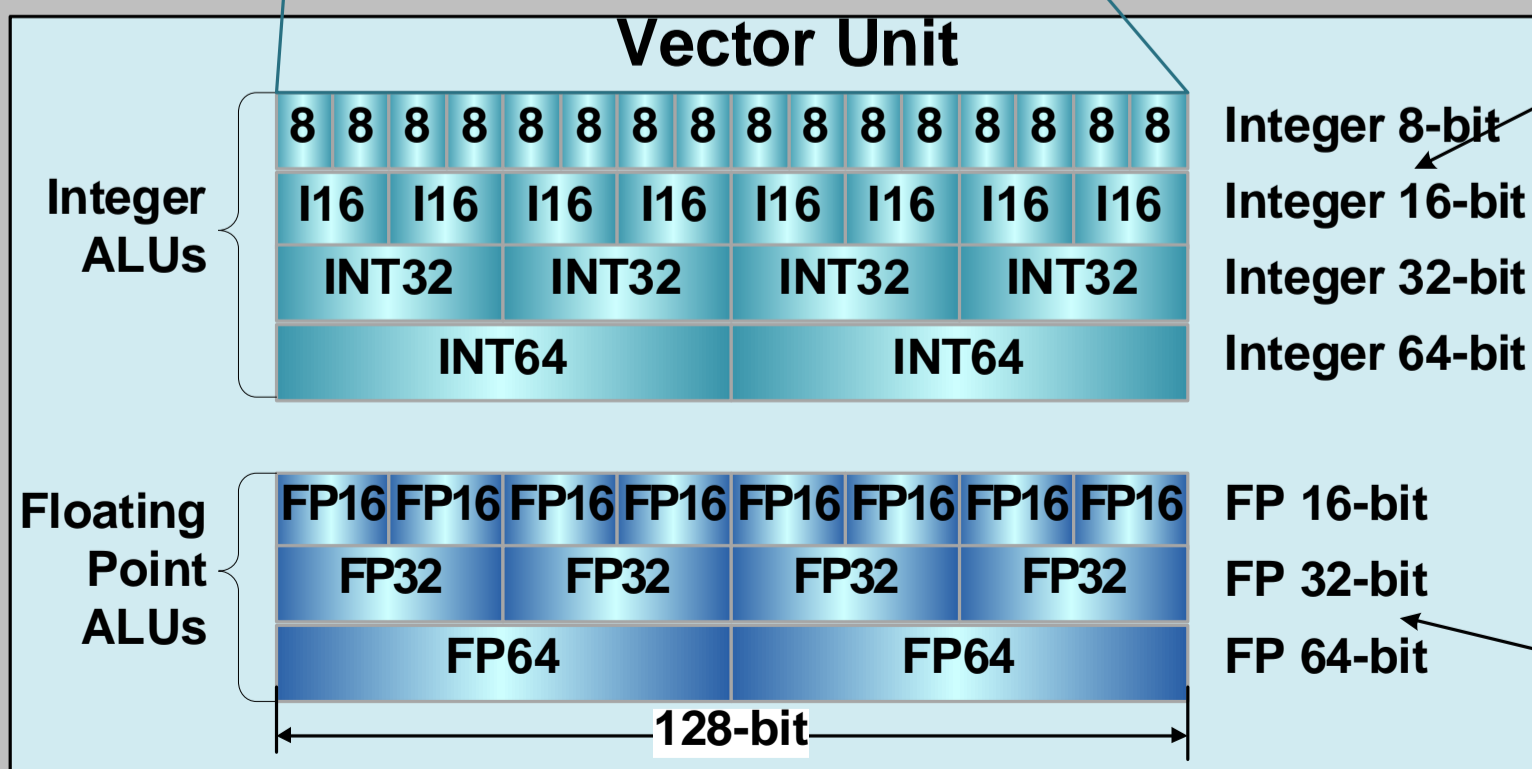 Vector Unit
8 8 8 8 8 8 8 8 8 8 8 8 8 8 8 8
Integer 8-bit
Integer
ALUs
I16 I16 I16 I16 I16 I16 I16 I16
Integer 16-bit
INT32 INT32 INT32 INT32
Integer 32-bit
INT64 INT64
Integer 64-bit
Floating
Point
ALUs
FP16 FP16 FP16 FP16 FP16 FP16 FP16 FP16
FP 16-bit
FP32 FP32 FP32 FP32
FP 32-bit
FP64 FP64
FP 64-bit
128-bit